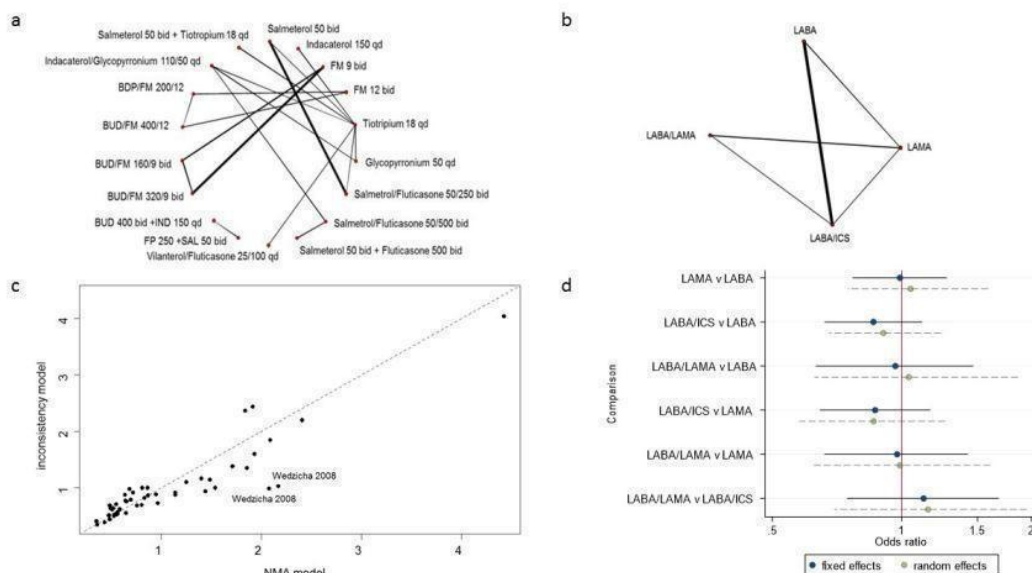 a
Salmeterol 50 bid
Salmeterol 50 bid + Tiotropium 18 qd
Indacaterol 150 qd
Indacaterol/Glycopyrronium 110/50 qd
FM 9 bid
BDP/FM 200/12
FM 12 bid
BUD/FM 400/12
Tiotripium 18 qd
BUD/FM 160/9 bid
Glycopyrronium 50 qd
BUD/FM 320/9 bid
Salmetrol/Fluticasone 50/250 bid
BUD 400 bid +IND 150 qd
Salmetrol/Fluticasone 50/500 bid
FP 250 +SAL 50 bid
Salmeterol 50 bid + Fluticasone 500 bid
Vilanterol/Fluticasone 25/100 qd
b
LABA
LABA/LAMA
LAMA
LABA/ICS
c
inconsistency model
4
3
2
1
Wedzicha 2008
Wedzicha 2008
1 2 3 4
NMA model
d
Comparison
LAMA v LABA
LABA/ICS v LABA
LABA/LAMA v LABA
LABA/ICS v LAMA
LABA/LAMA v LAMA
LABA/LAMA v LABA/ICS
.5 1 1.5 2
Odds ratio
fixed effects random effects